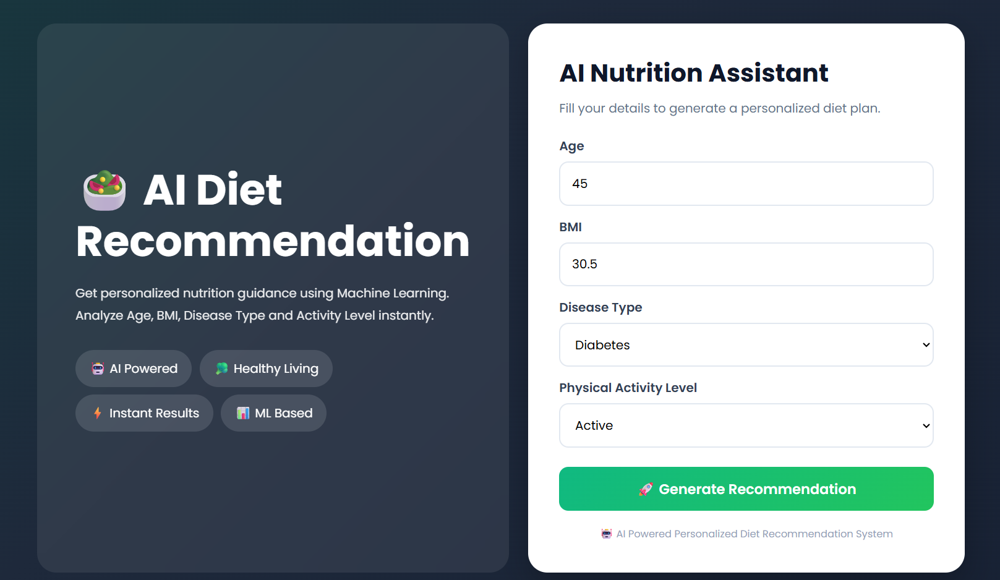 AI Diet
Recommendation
Get personalized nutrition guidance using Machine Learning.
Analyze Age, BMI, Disease Type and Activity Level instantly.
AI Powered
Healthy Living
Instant Results
ML Based
AI Nutrition Assistant
Fill your details to generate a personalized diet plan.
Age
45
BMI
30.5
Disease Type
Diabetes
Physical Activity Level
Active
Generate Recommendation
AI Powered Personalized Diet Recommendation System